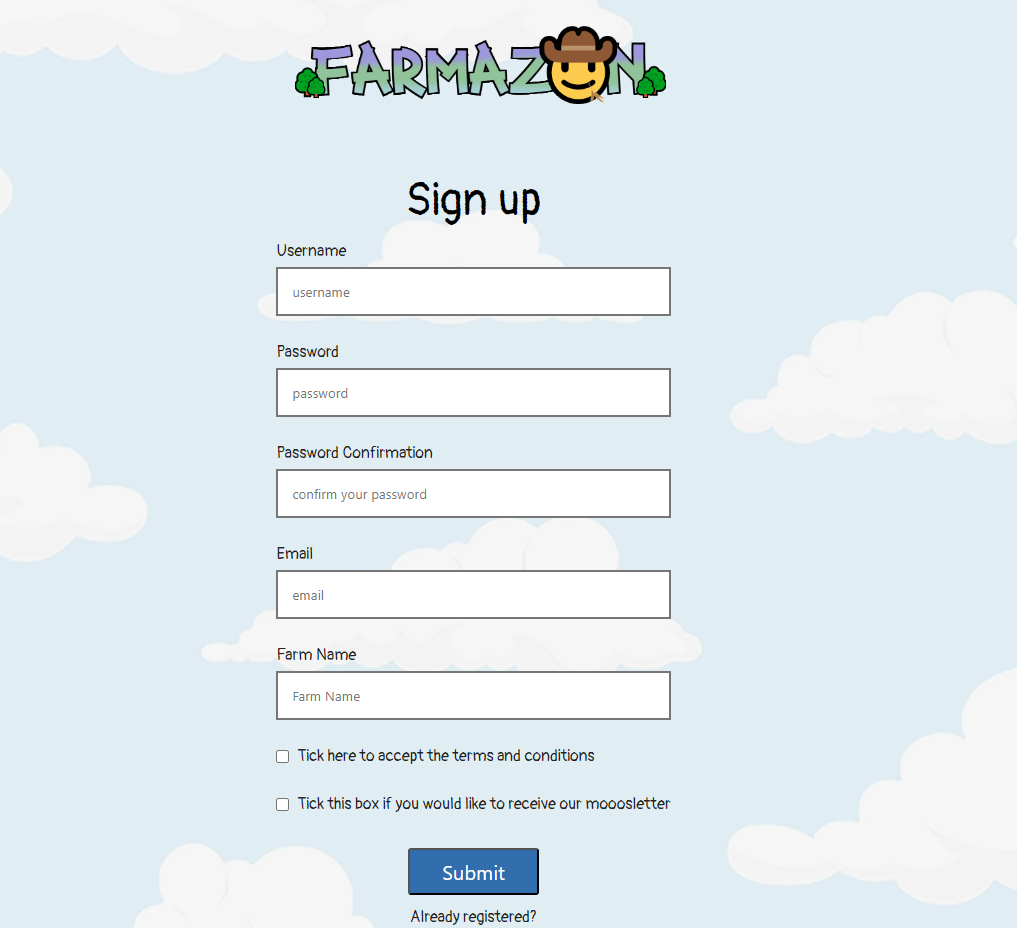 FARMAZON
Sign up
Username
username
Password
password
Password Confirmation
confirm your password
Email
email
Farm Name
Farm Name
Tick here to accept the terms and conditions
Tick this box if you would like to receive our mooosletter
Submit
Already registered?